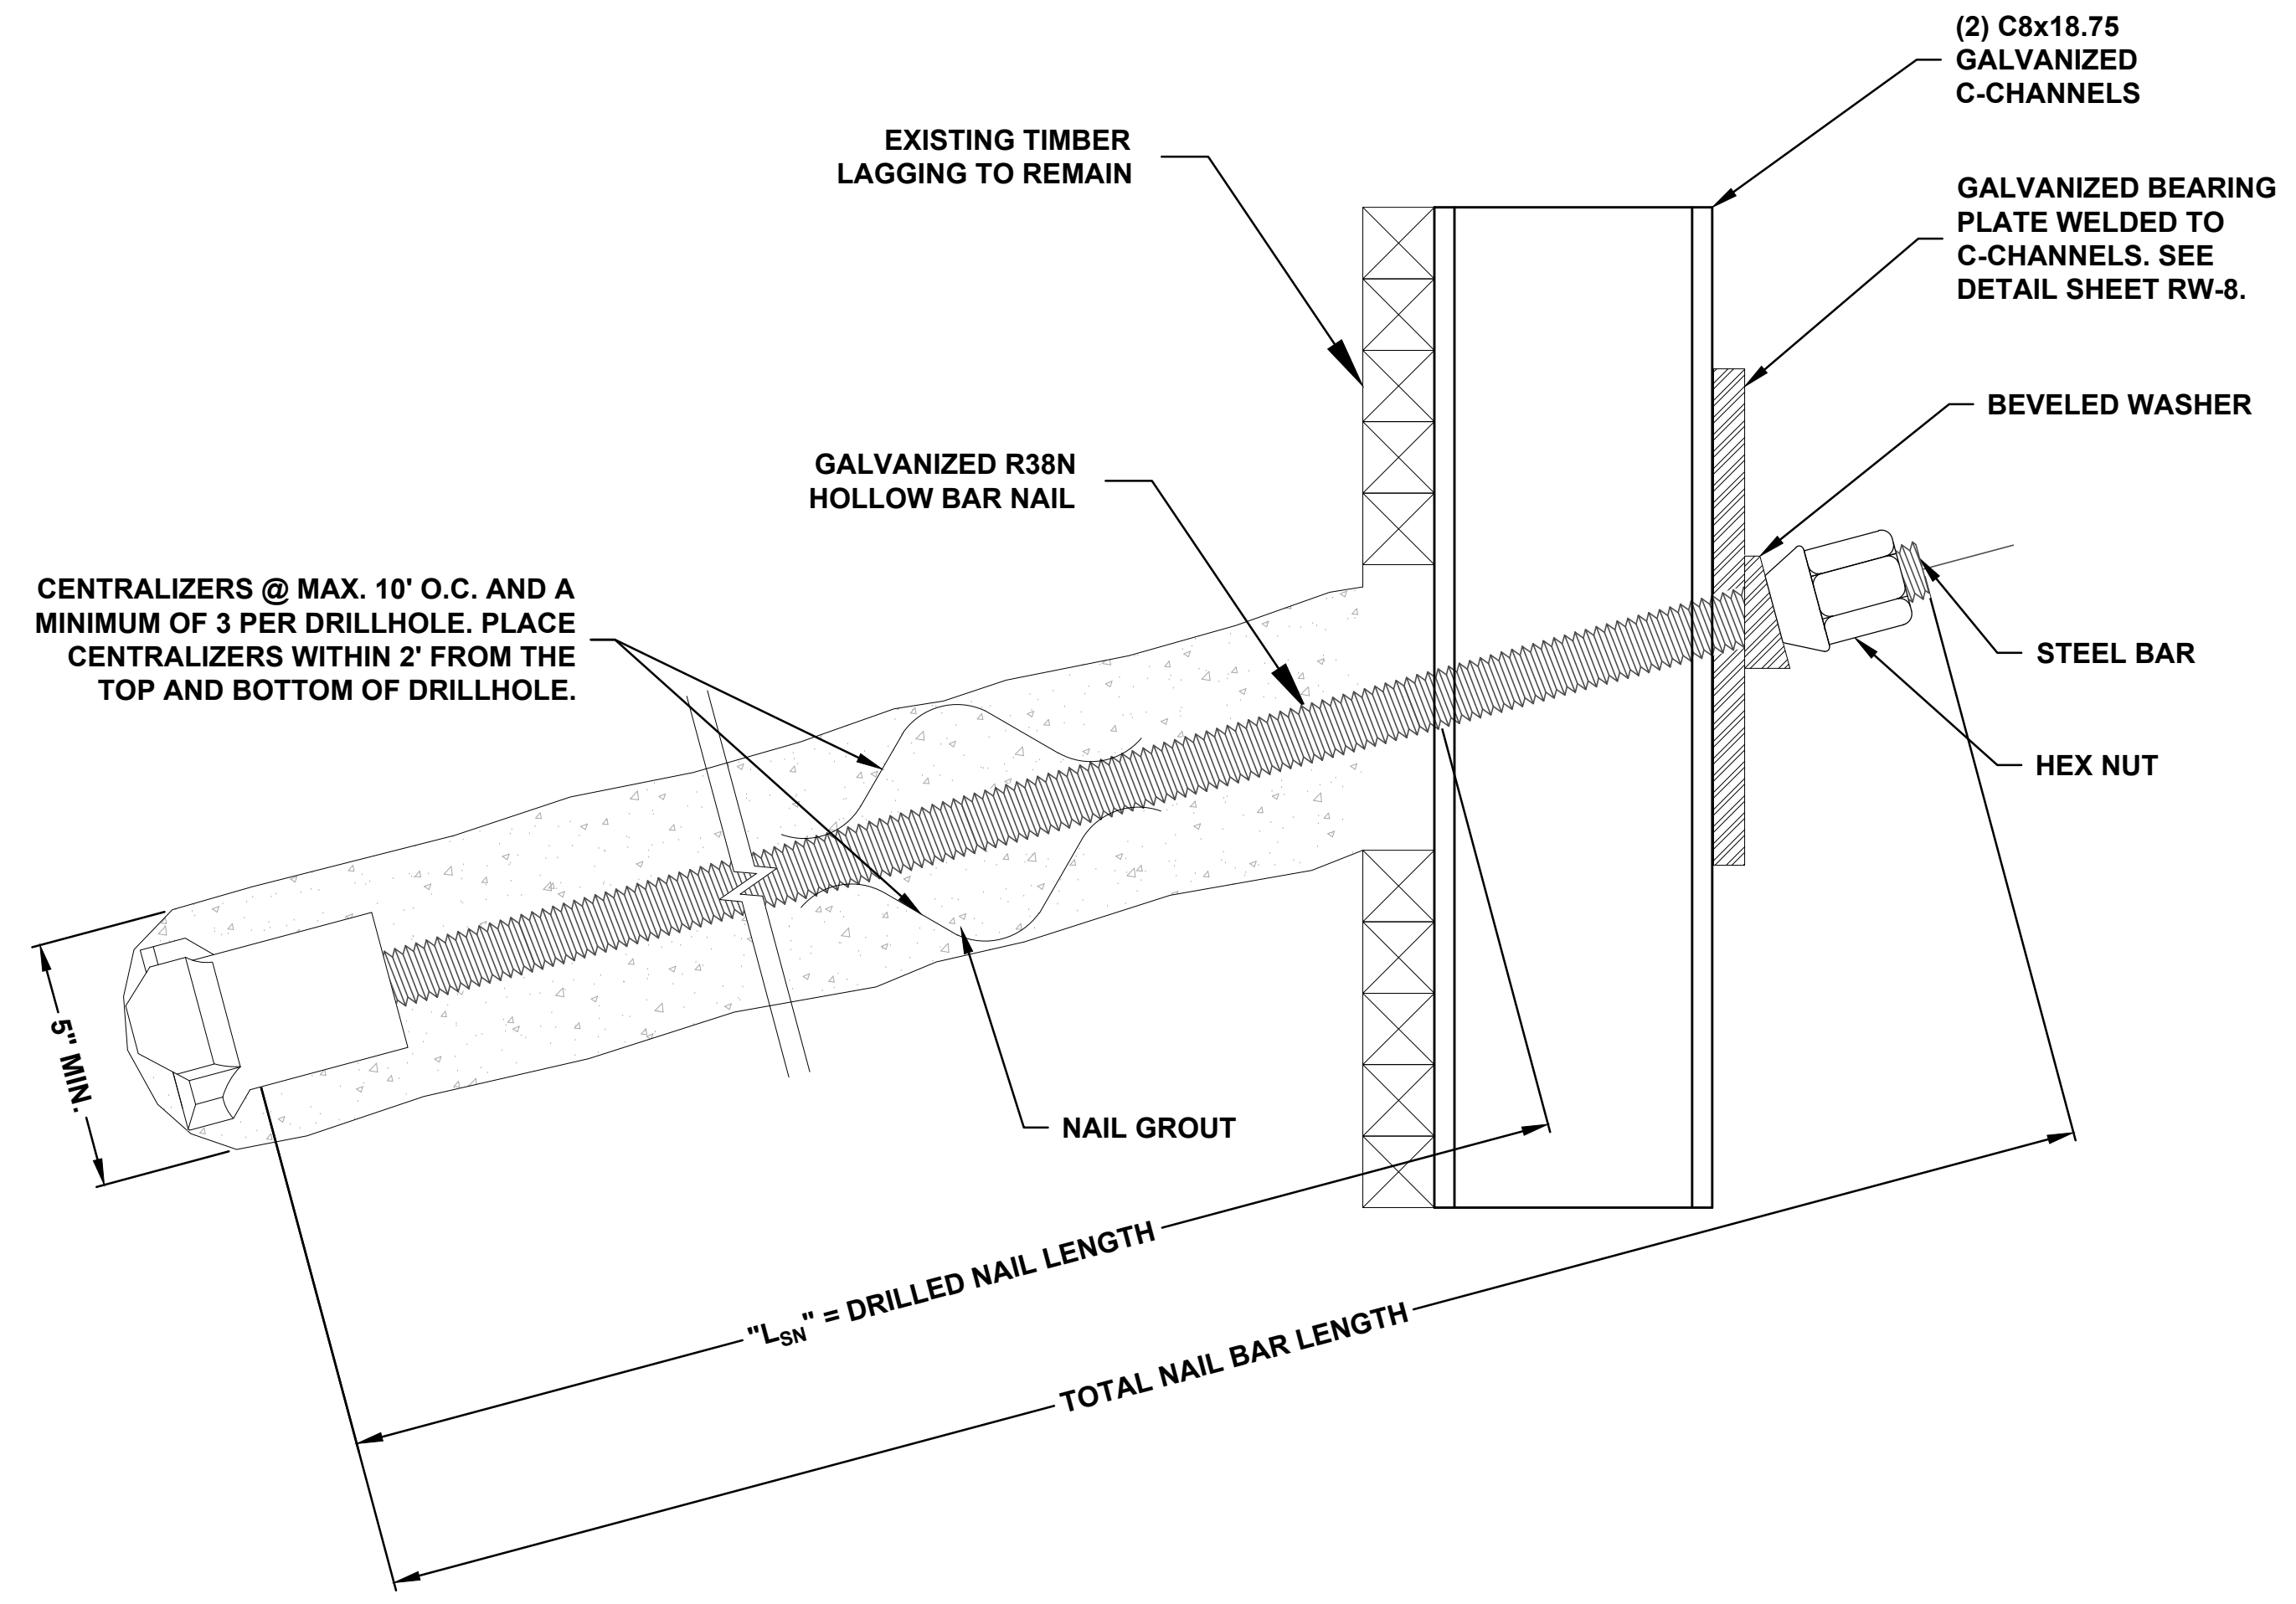 (2) C8x18.75
GALVANIZED
C-CHANNELS
EXISTING TIMBER
LAGGING TO REMAIN
GALVANIZED BEARING
PLATE WELDED TO
C-CHANNELS. SEE
DETAIL SHEET RW-8.
BEVELED WASHER
GALVANIZED R38N
HOLLOW BAR NAIL
CENTRALIZERS @ MAX. 10' O.C. AND A
MINIMUM OF 3 PER DRILLHOLE. PLACE
CENTRALIZERS WITHIN 2' FROM THE
TOP AND BOTTOM OF DRILLHOLE.
STEEL BAR
HEX NUT
5" MIN.
NAIL GROUT
"LSN" = DRILLED NAIL LENGTH
TOTAL NAIL BAR LENGTH